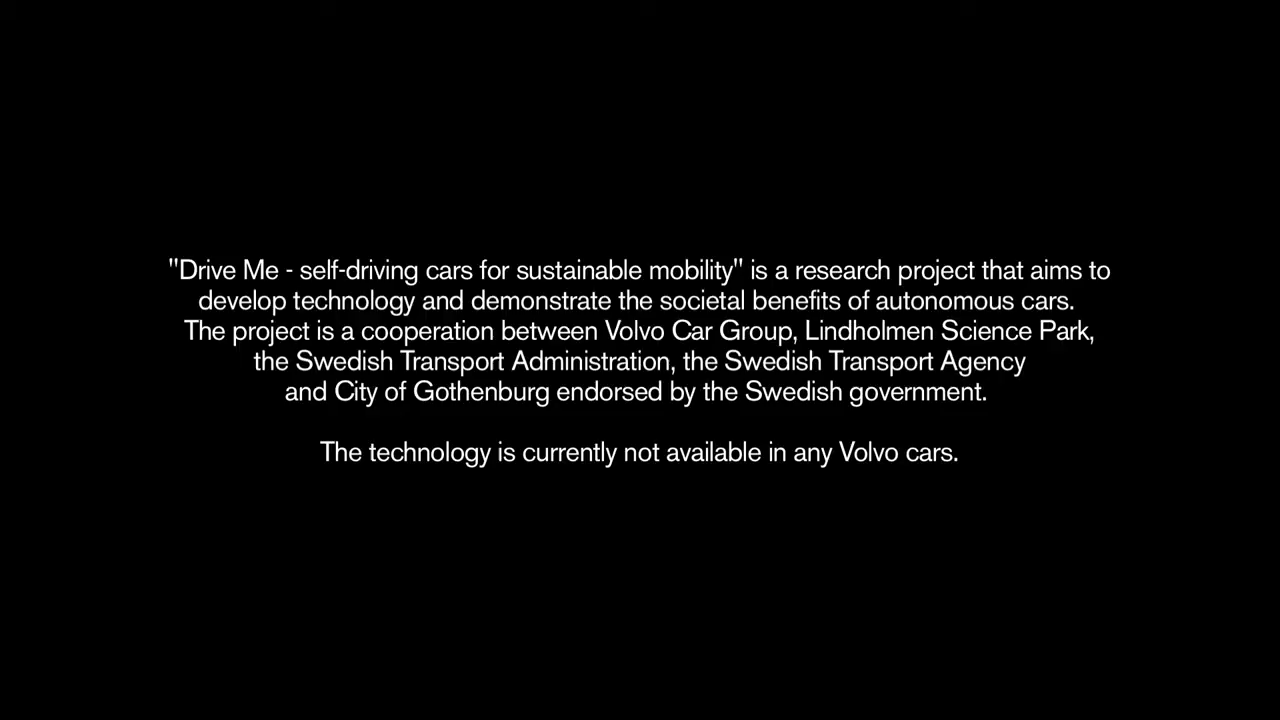 "Drive Me - self-driving cars for sustainable mobility" is a research project that aims to
develop technology and demonstrate the societal benefits of autonomous cars.
The project is a cooperation between Volvo Car Group, Lindholmen Science Park,
the Swedish Transport Administration, the Swedish Transport Agency
and City of Gothenburg endorsed by the Swedish government.
The technology is currently not available in any Volvo cars.